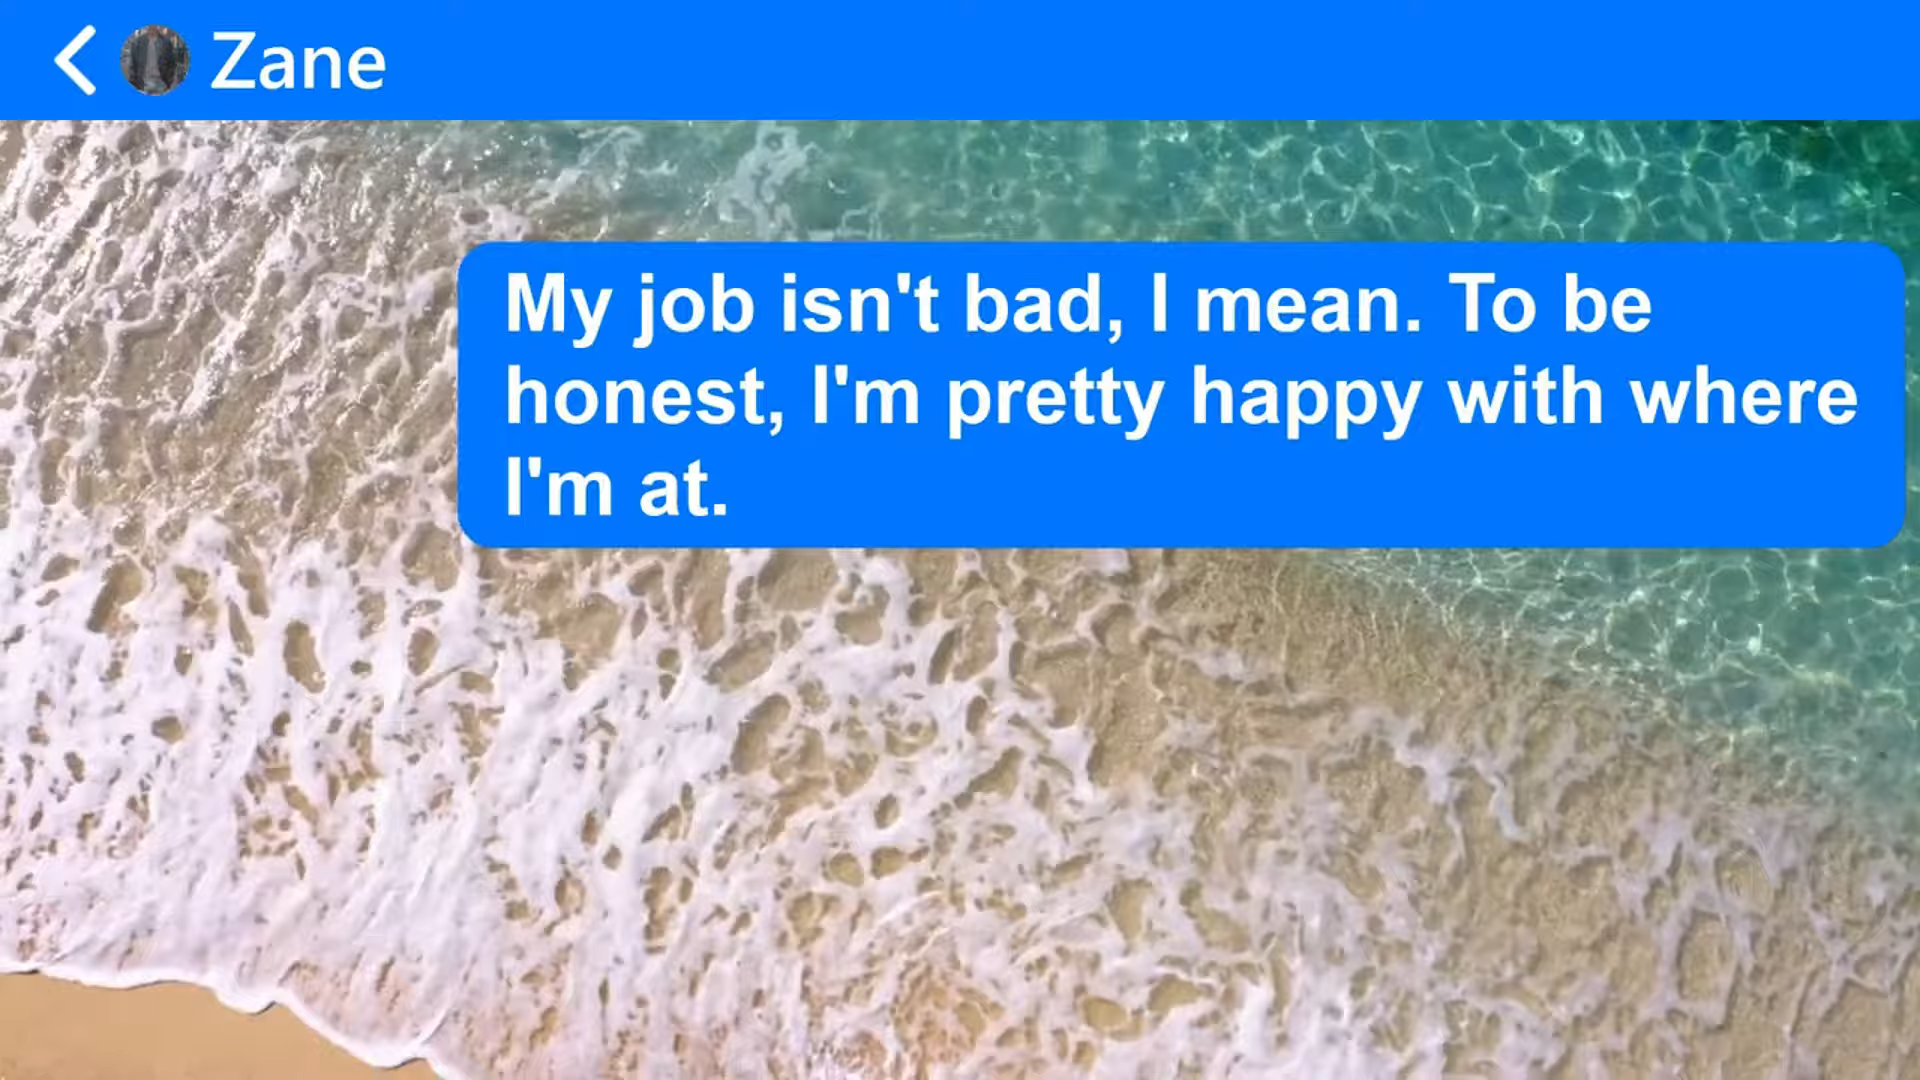 Zane
My job isn't bad, I mean. To be
honest, I'm pretty happy with where
I'm at.